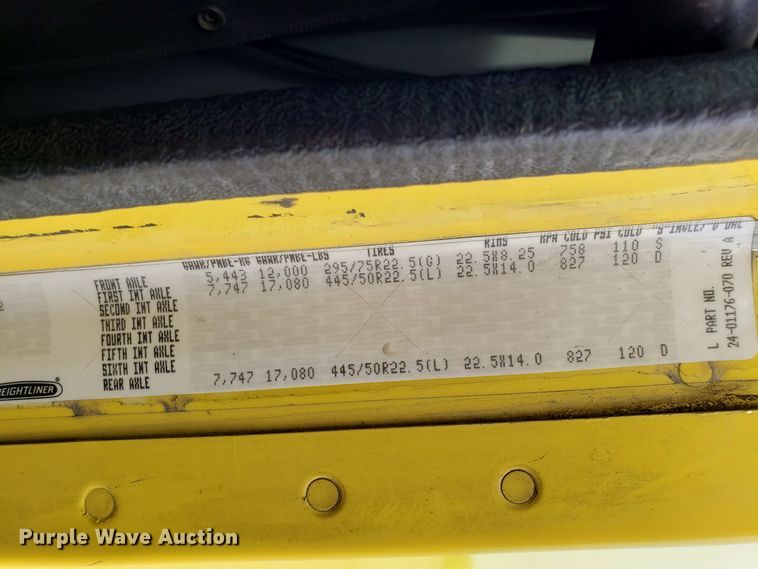 GAWR/PNBE-KG GAWR/PNBE-LBS TIRES RIMS KPA COLD PSI COLD "S"INGLE/"D"UAL
FRONT AXLE 5,443 12,000 295/75R22.5(G) 22.5X8.25 758 110 S
FIRST INT AXLE 7,747 17,080 445/50R22.5(L) 22.5X14.0 827 120 D
SECOND INT AXLE
THIRD INT AXLE
FOURTH INT AXLE
FIFTH INT AXLE
SIXTH INT AXLE
REAR AXLE 7,747 17,080 445/50R22.5(L) 22.5X14.0 827 120 D
L PART NO.
24-01176-070 REV A
FREIGHTLINER
Purple Wave Auction